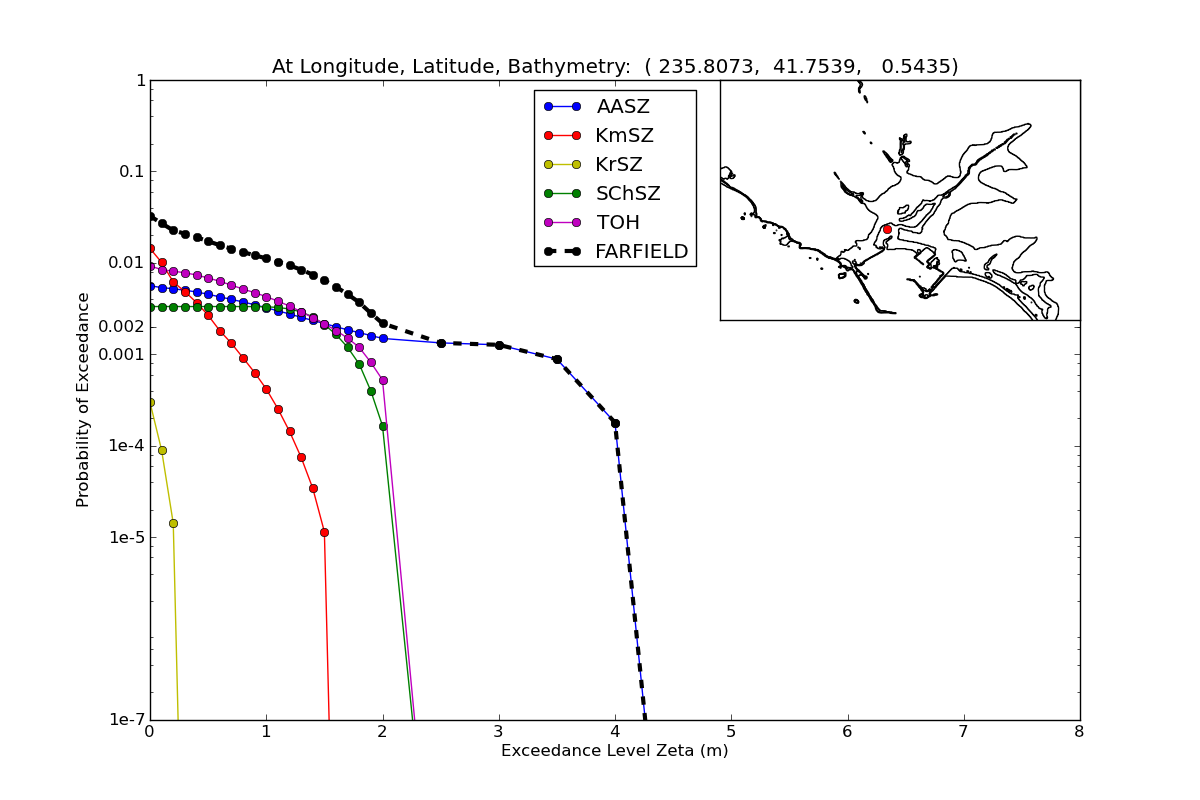 At Longitude, Latitude, Bathymetry: ( 235.8073, 41.7539, 0.5435)
AASZ
KmSZ
KrSZ
SChSZ
TOH
FARFIELD
Probability of Exceedance
1
0.1
0.01
0.002
0.001
1e-4
1e-5
1e-7
0 1 2 3 4 5 6 7 8
Exceedance Level Zeta (m)